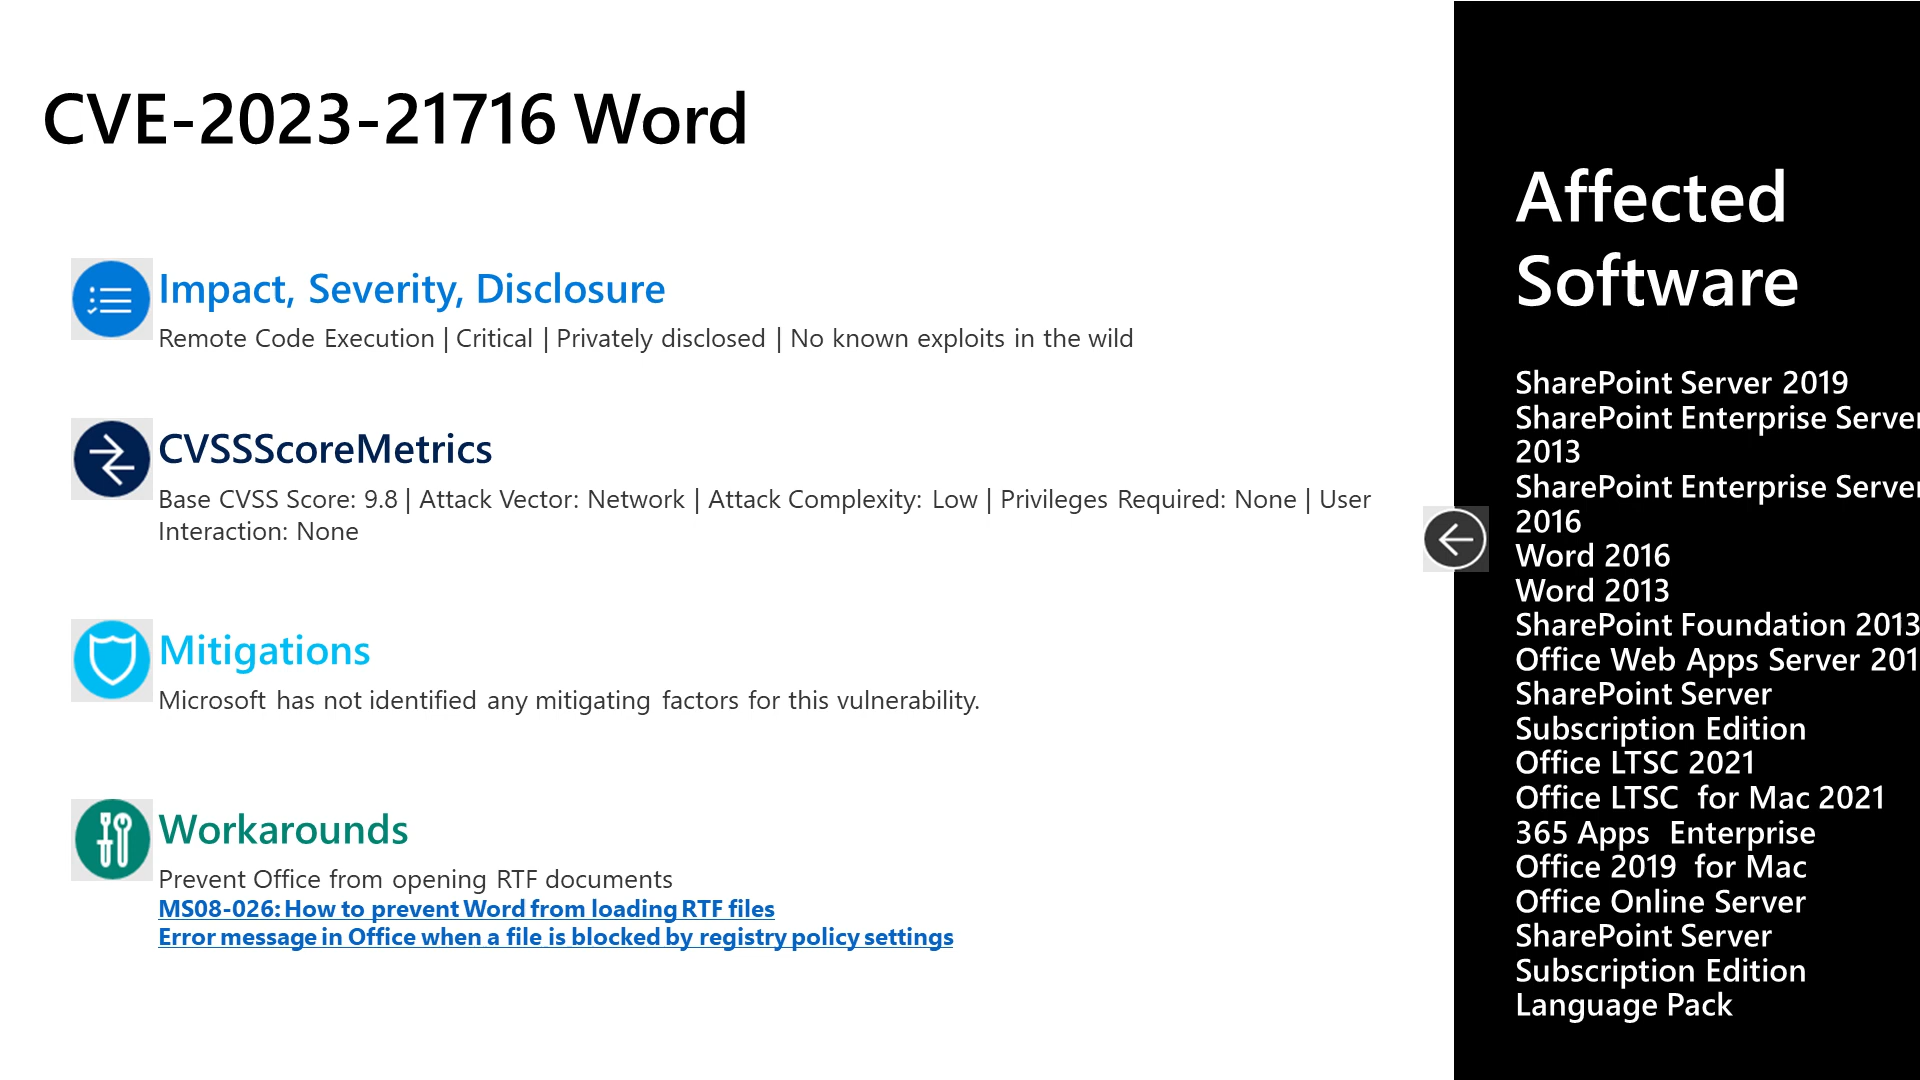 CVE-2023-21716 Word
Impact, Severity, Disclosure
Remote Code Execution | Critical | Privately disclosed | No known exploits in the wild
CVSSScoreMetrics
Base CVSS Score: 9.8 | Attack Vector: Network | Attack Complexity: Low | Privileges Required: None | User
Interaction: None
Mitigations
Microsoft has not identified any mitigating factors for this vulnerability.
Workarounds
Prevent Office from opening RTF documents
MS08-026: How to prevent Word from loading RTF files
Error message in Office when a file is blocked by registry policy settings
Affected
Software
SharePoint Server 2019
SharePoint Enterprise Server
2013
SharePoint Enterprise Server
2016
Word 2016
Word 2013
SharePoint Foundation 2013
Office Web Apps Server 201
SharePoint Server
Subscription Edition
Office LTSC 2021
Office LTSC for Mac 2021
365 Apps Enterprise
Office 2019 for Mac
Office Online Server
SharePoint Server
Subscription Edition
Language Pack